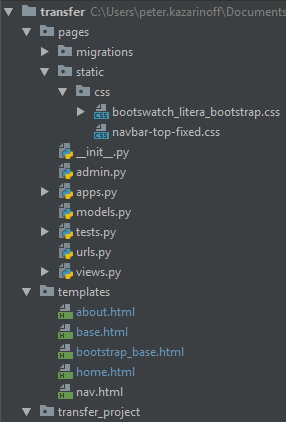 transfer C:\Users\peter.kazarinoff\Documents
pages
migrations
static
css
bootswatch_litera_bootstrap.css
navbar-top-fixed.css
__init__.py
admin.py
apps.py
models.py
tests.py
urls.py
views.py
templates
about.html
base.html
bootstrap_base.html
home.html
nav.html
transfer_project